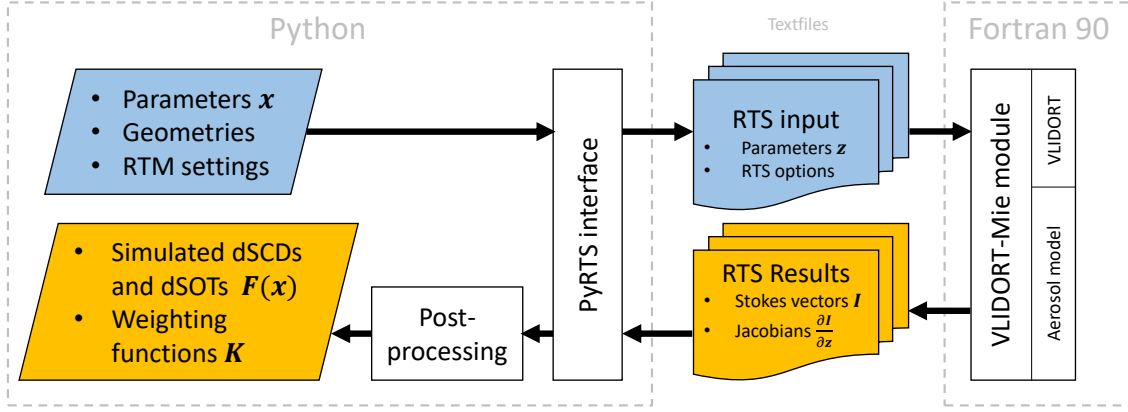 Python
Textfiles
Fortran 90
• Parameters x
• Geometries
• RTM settings
PyRTS interface
RTS input
• Parameters z
• RTS options
VLIDORT-Mie module
VLIDORT
Aerosol model
• Simulated dSCDs
and dSOTs F(x)
• Weighting
functions K
Post-
processing
RTS Results
• Stokes vectors I
• Jacobians ∂I/∂z